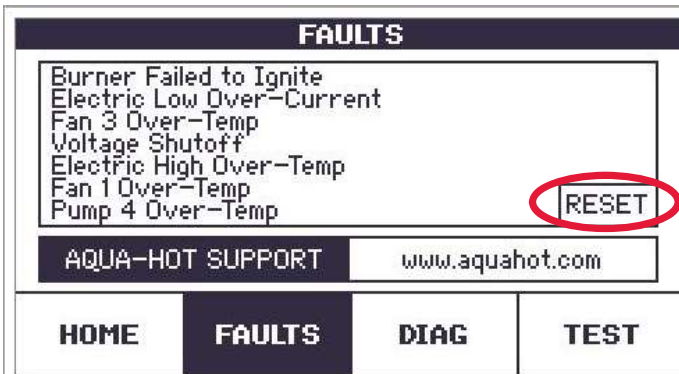 FAULTS
Burner Failed to Ignite
Electric Low Over-Current
Fan 3 Over-Temp
Voltage Shutoff
Electric High Over-Temp
Fan 1 Over-Temp
Pump 4 Over-Temp
RESET
AQUA-HOT SUPPORT www.aquahot.com
HOME FAULTS DIAG TEST